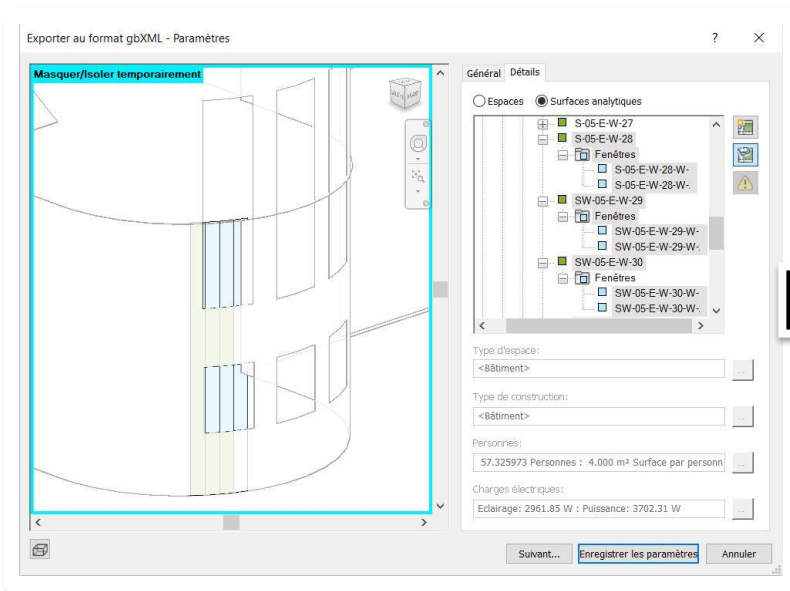 Exporter au format gbXML - Paramètres
Masquer/Isoler temporairement
Général Détails
Espaces Surfaces analytiques
S-05-E-W-27
S-05-E-W-28
Fenêtres
S-05-E-W-28-W-
S-05-E-W-28-W-
SW-05-E-W-29
Fenêtres
SW-05-E-W-29-W-
SW-05-E-W-29-W-
SW-05-E-W-30
Fenêtres
SW-05-E-W-30-W-
SW-05-E-W-30-W-
Type d'espace:
<Bâtiment>
...
Type de construction:
<Bâtiment>
...
Personnes:
57.325973 Personnes : 4.000 m² Surface par personn
...
Charges électriques:
Eclairage: 2961.85 W : Puissance: 3702.31 W
...
Suivant... Enregistrer les paramètres Annuler